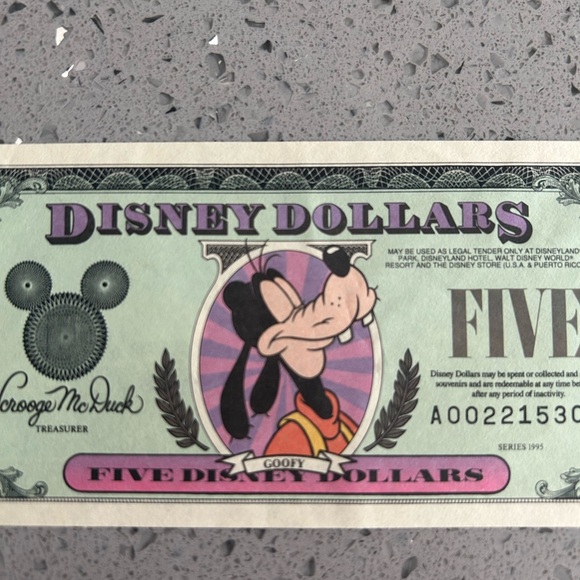 DISNEY DOLLARS
MAY BE USED AS LEGAL TENDER ONLY AT DISNEYLAND
PARK, DISNEYLAND HOTEL, WALT DISNEY WORLD®
RESORT AND THE DISNEY STORE (U.S.A. & PUERTO RICO
FIVE
Disney Dollars may be spent or collected and
souvenirs and are redeemable at any time be
after any period of inactivity.
A00221530
Scrooge McDuck
TREASURER
SERIES 1995
GOOFY
FIVE DISNEY DOLLARS